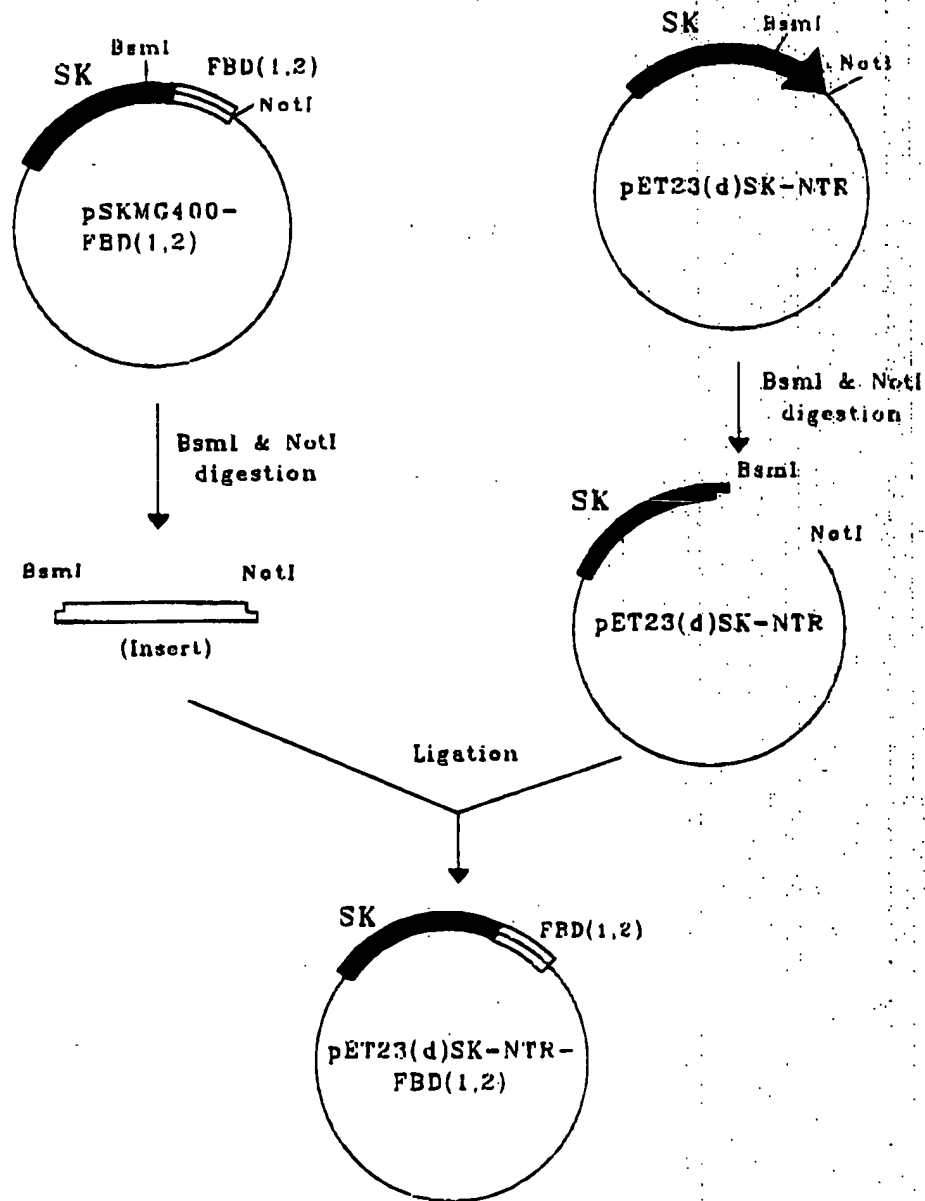 SK
BsmI
FBD(1,2)
NotI
pSKMG400-
FBD(1,2)
SK
BsmI
NotI
pET23(d)SK-NTR
BsmI & NotI
digestion
BsmI & NotI
digestion
BsmI
NotI
(Insert)
BsmI
SK
NotI
pET23(d)SK-NTR
Ligation
SK
FBD(1,2)
pET23(d)SK-NTR-
FBD(1,2)